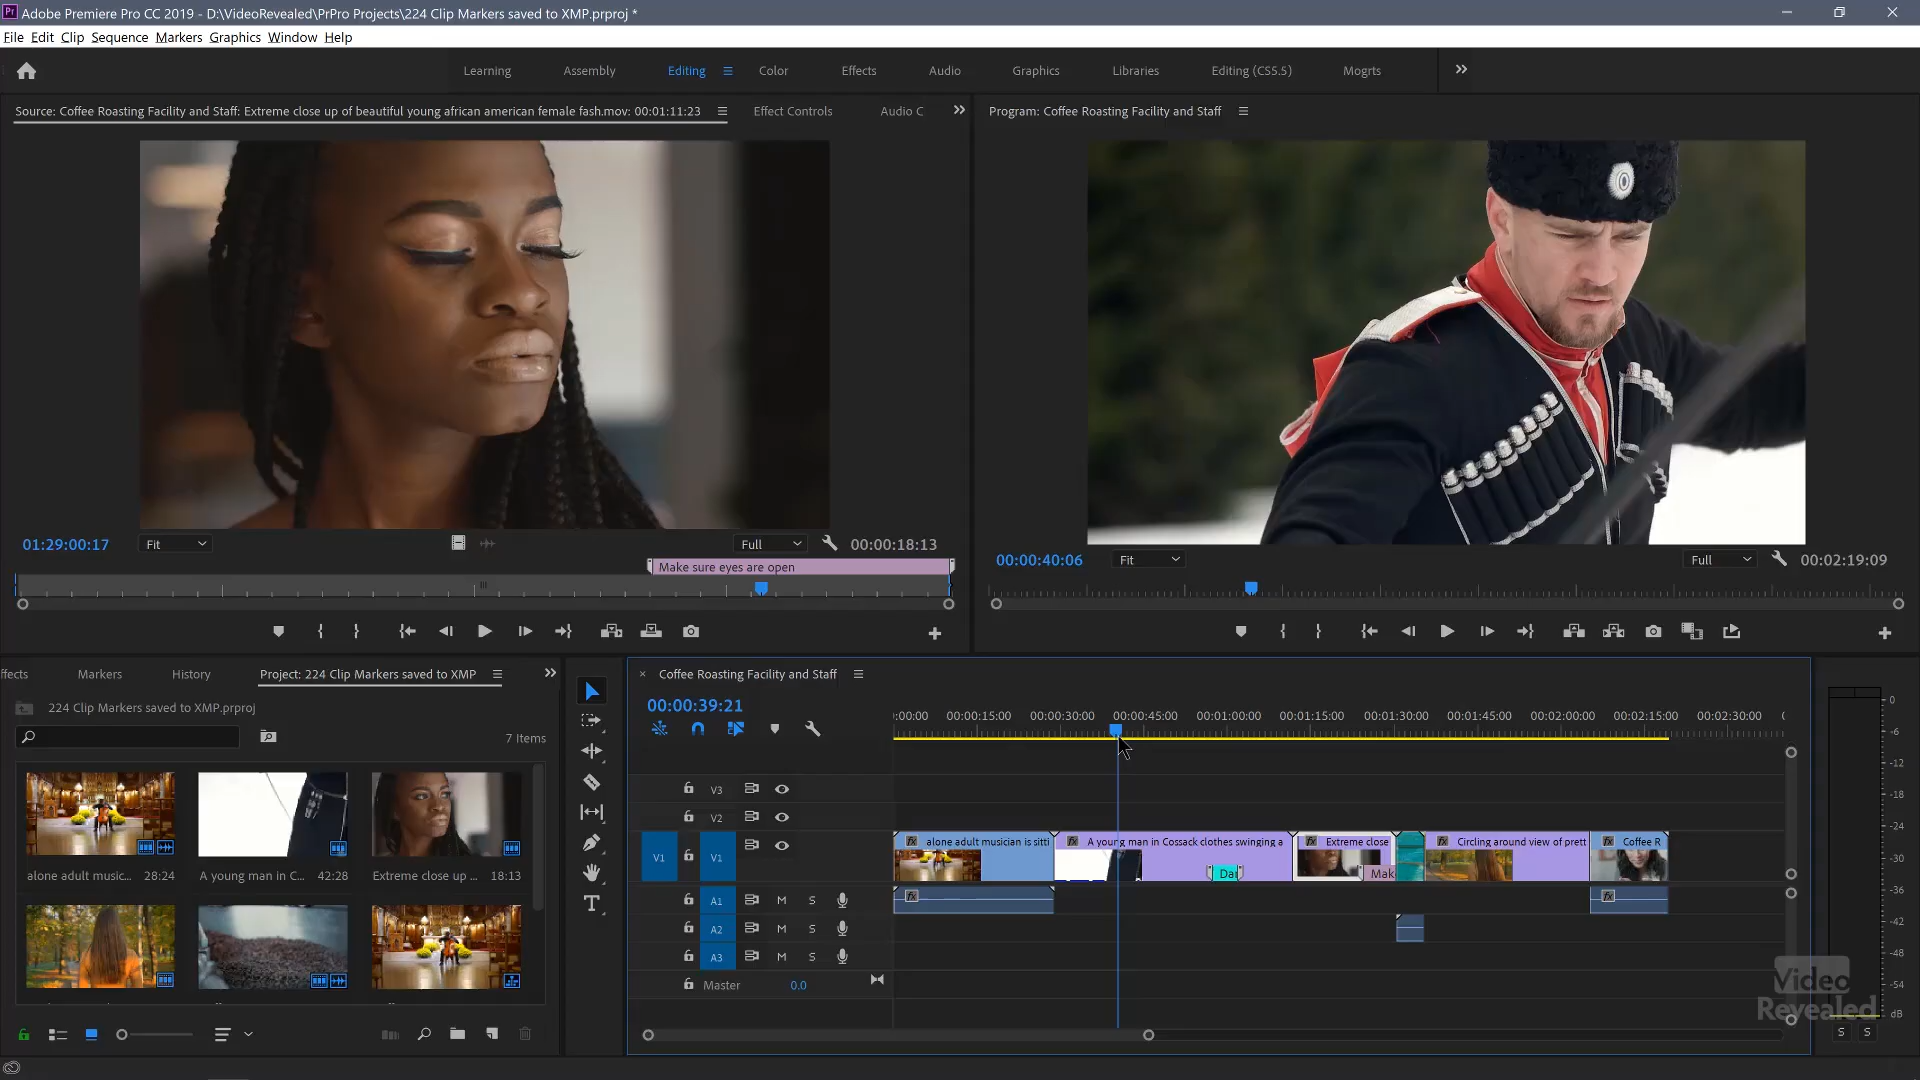 Adobe Premiere Pro CC 2019 - D:\VideoRevealed\PrPro Projects\224 Clip Markers saved to XMP.prproj *
File Edit Clip Sequence Markers Graphics Window Help
Learning Assembly Editing Color Effects Audio Graphics Libraries Editing (CS5.5) Mogrts
Source: Coffee Roasting Facility and Staff: Extreme close up of beautiful young african american female fash.mov: 00:01:11:23
Effect Controls
Audio C
Program: Coffee Roasting Facility and Staff
01:29:00:17
Fit
Full
00:00:18:13
Make sure eyes are open
00:00:40:06
Fit
Full
00:02:19:09
ffects
Markers
History
Project: 224 Clip Markers saved to XMP
224 Clip Markers saved to XMP.prproj
7 Items
alone adult music... 28:24
A young man in C... 42:28
Extreme close up ... 18:13
Coffee Roasting Facility and Staff
00:00:39:21
:00:00 00:00:15:00 00:00:30:00 00:00:45:00 00:01:00:00 00:01:15:00 00:01:30:00 00:01:45:00 00:02:00:00 00:02:15:00 00:02:30:00
V3
V2
V1 V1
alone adult musician is sitti
A young man in Cossack clothes swinging a
Dan
Extreme close
Mak
Circling around view of prett
Coffee R
A1 M S
A2 M S
A3 M S
Master 0.0
0
-6
-12
-18
-24
-30
-36
-42
-48
-54
dB
S S
Video
Revealed